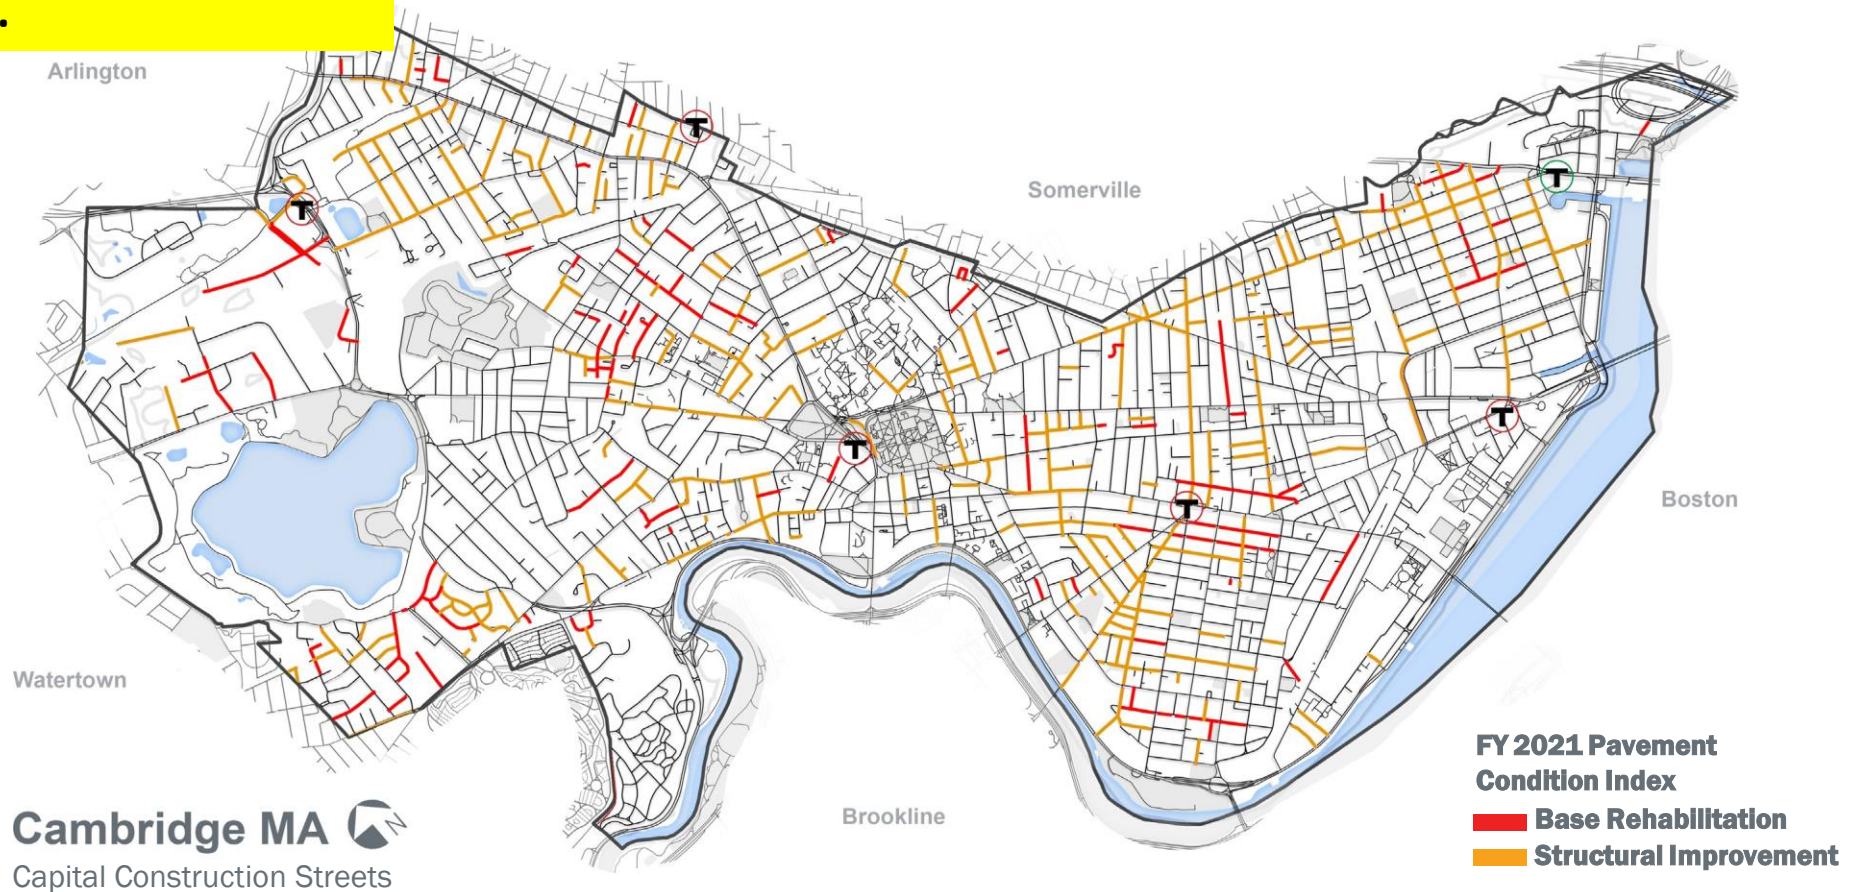 .
Arlington
Somerville
T
T
T
T
T
T
Boston
Watertown
Brookline
FY 2021 Pavement
Condition Index
Base Rehabilitation
Structural Improvement
Cambridge MA N
Capital Construction Streets